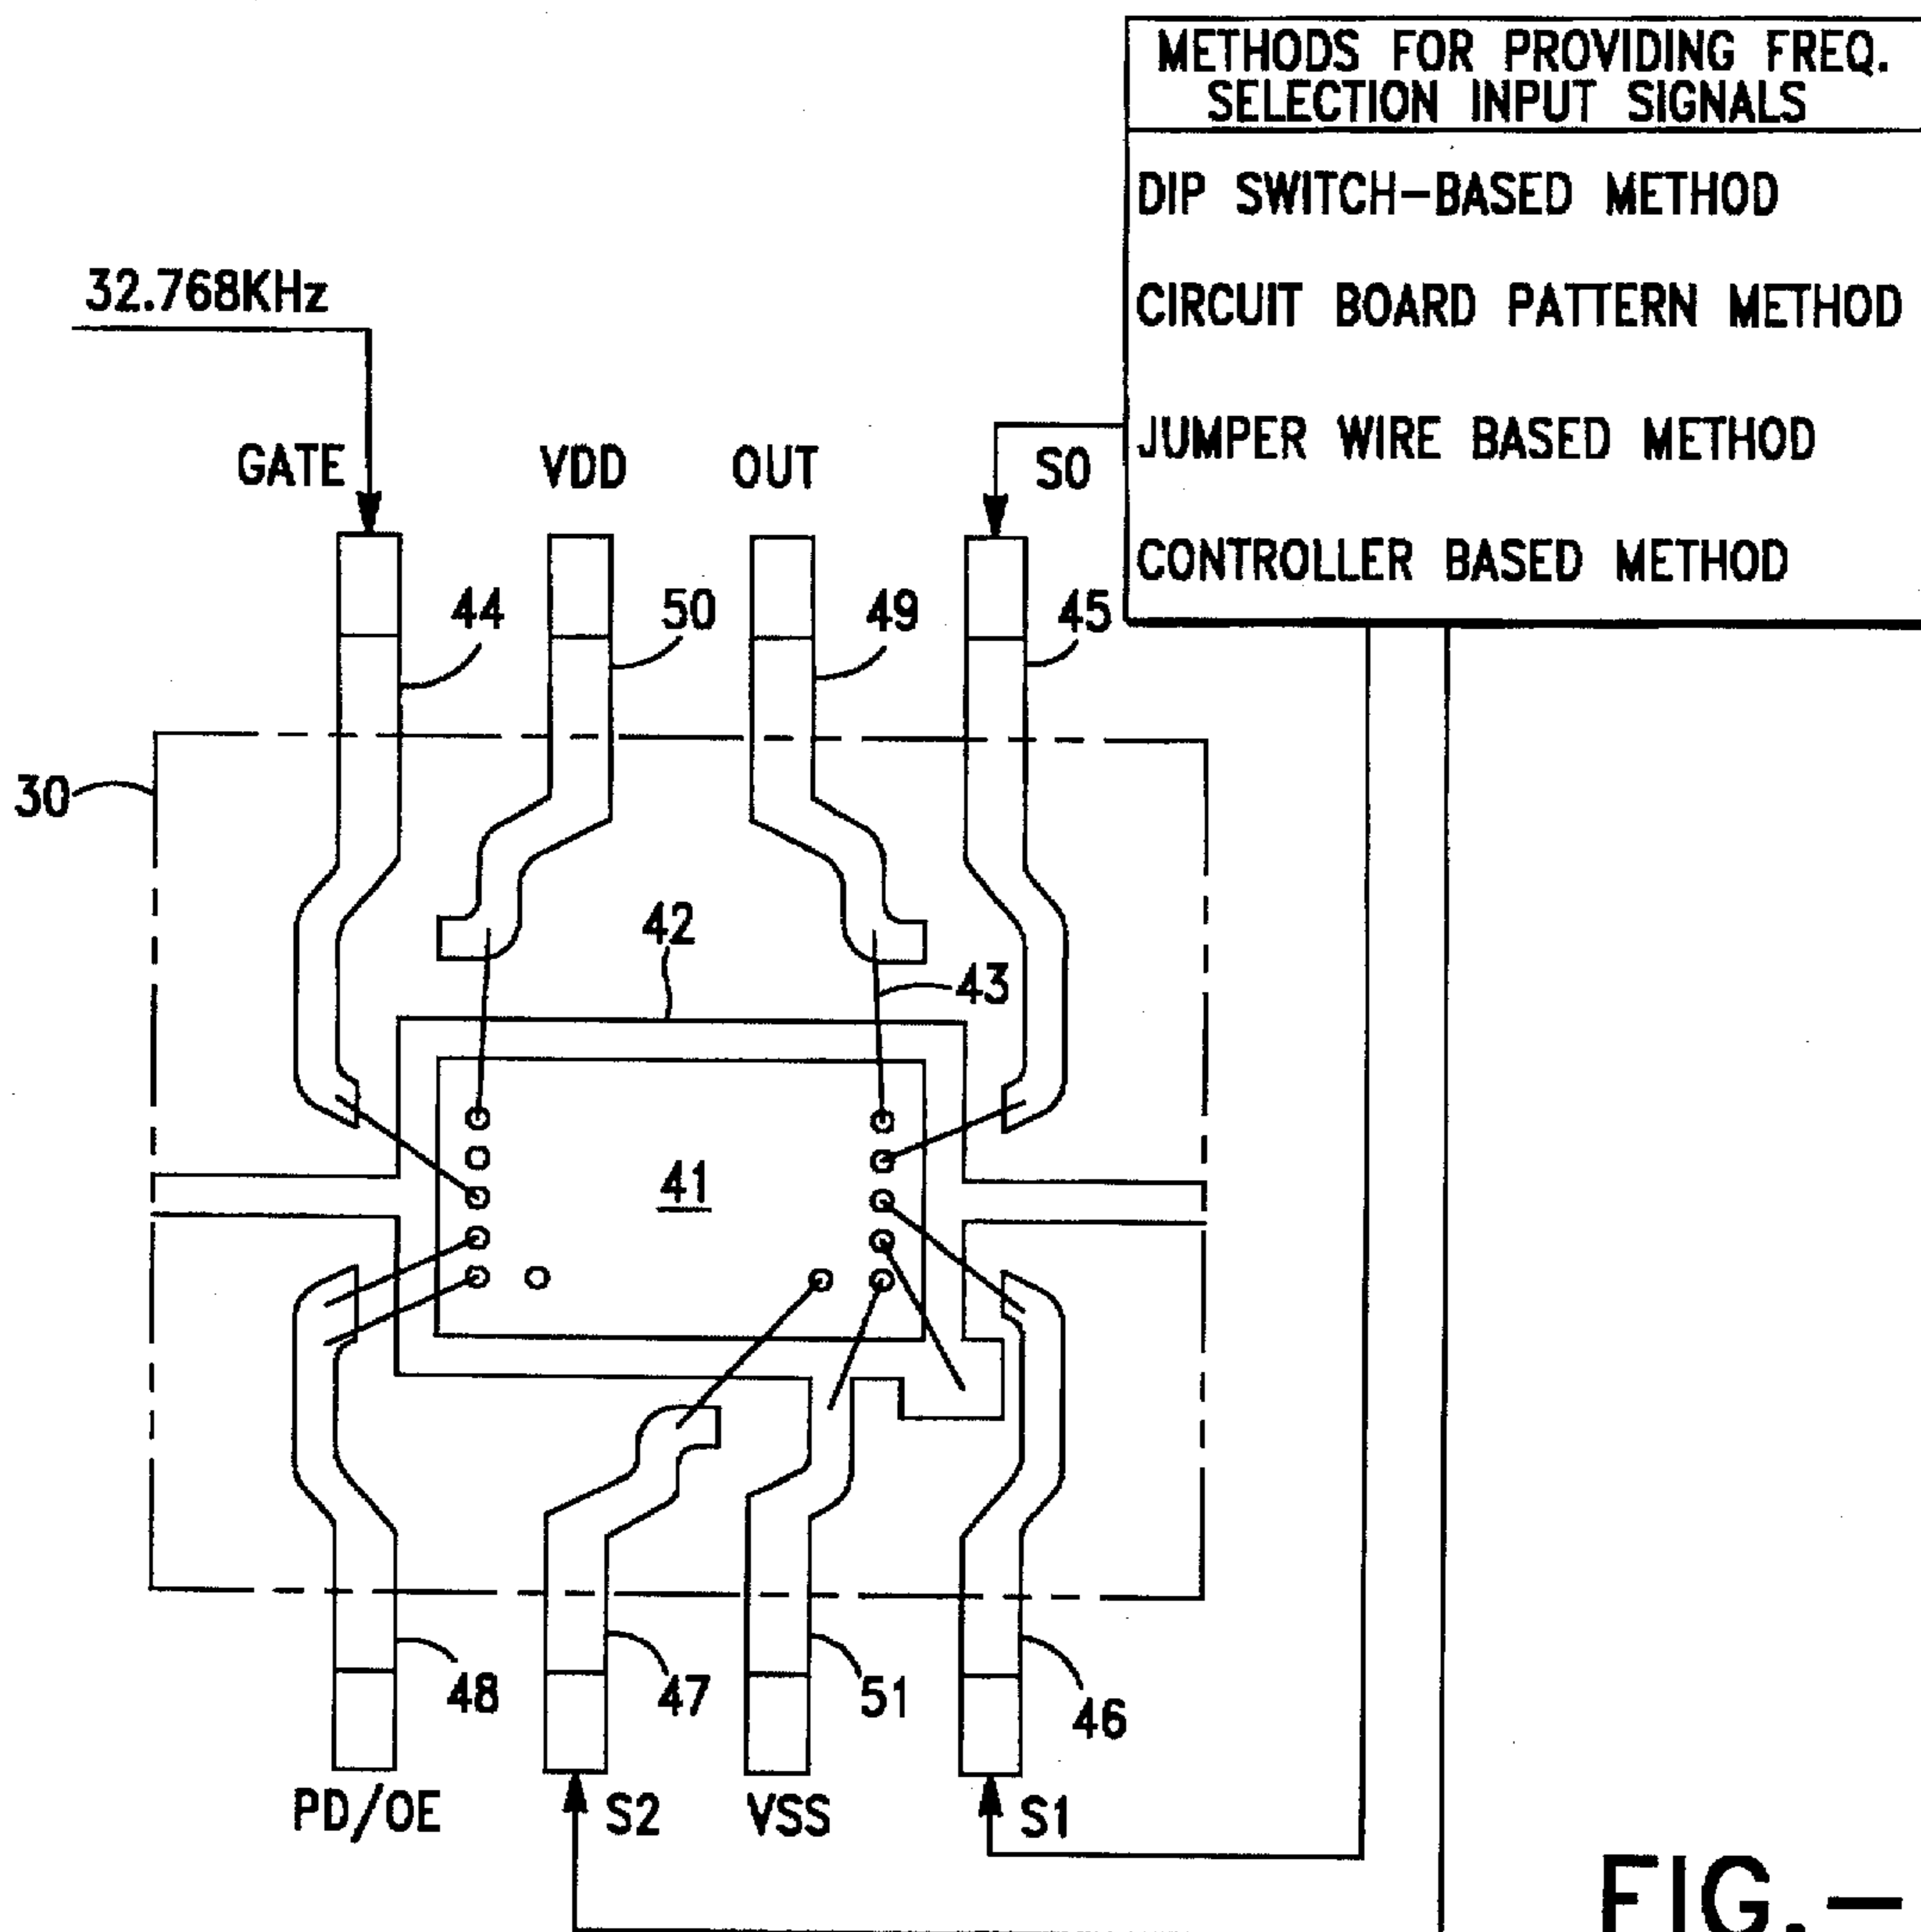 METHODS FOR PROVIDING FREQ.
SELECTION INPUT SIGNALS
DIP SWITCH-BASED METHOD
CIRCUIT BOARD PATTERN METHOD
JUMPER WIRE BASED METHOD
CONTROLLER BASED METHOD
32.768KHz
GATE
VDD
OUT
S0
44
50
49
45
30
42
43
41
48
47
51
46
PD/OE
S2
VSS
S1
FIG.-